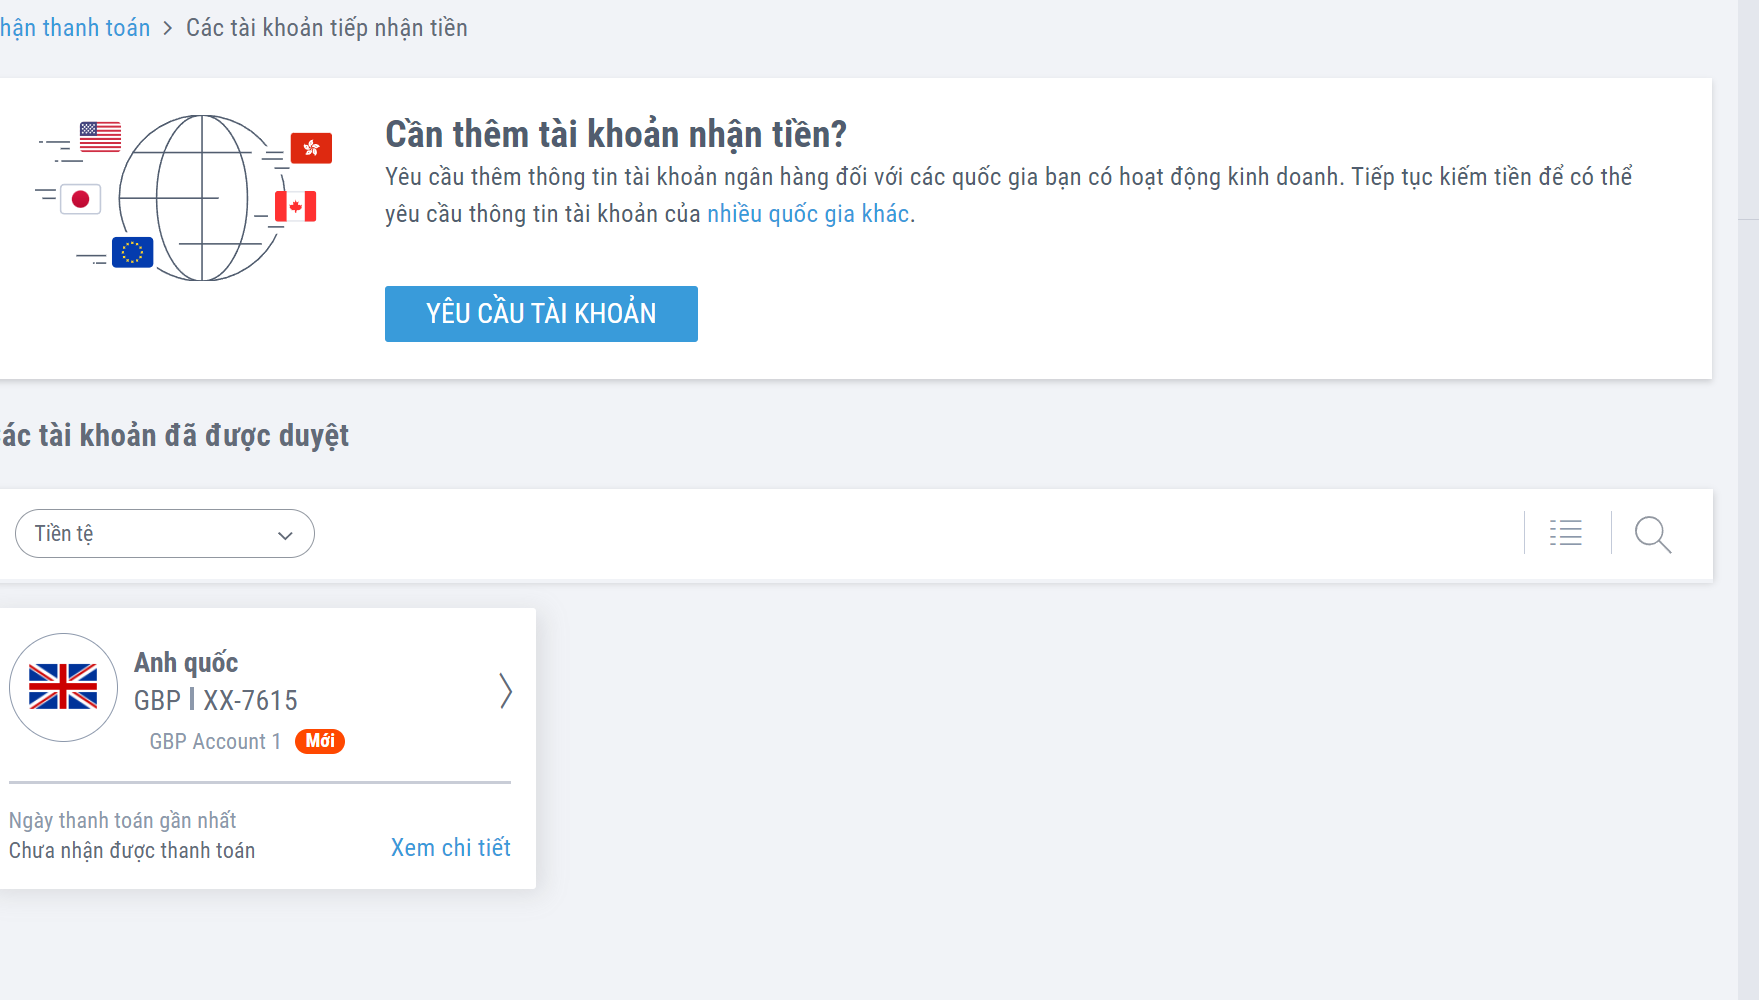 hận thanh toán > Các tài khoản tiếp nhận tiền
Cần thêm tài khoản nhận tiền?
Yêu cầu thêm thông tin tài khoản ngân hàng đối với các quốc gia bạn có hoạt động kinh doanh. Tiếp tục kiếm tiền để có thể
yêu cầu thông tin tài khoản của nhiều quốc gia khác.
YÊU CẦU TÀI KHOẢN
ác tài khoản đã được duyệt
Tiền tệ
Anh quốc
GBP | XX-7615
GBP Account 1 Mới
Ngày thanh toán gần nhất
Chưa nhận được thanh toán
Xem chi tiết